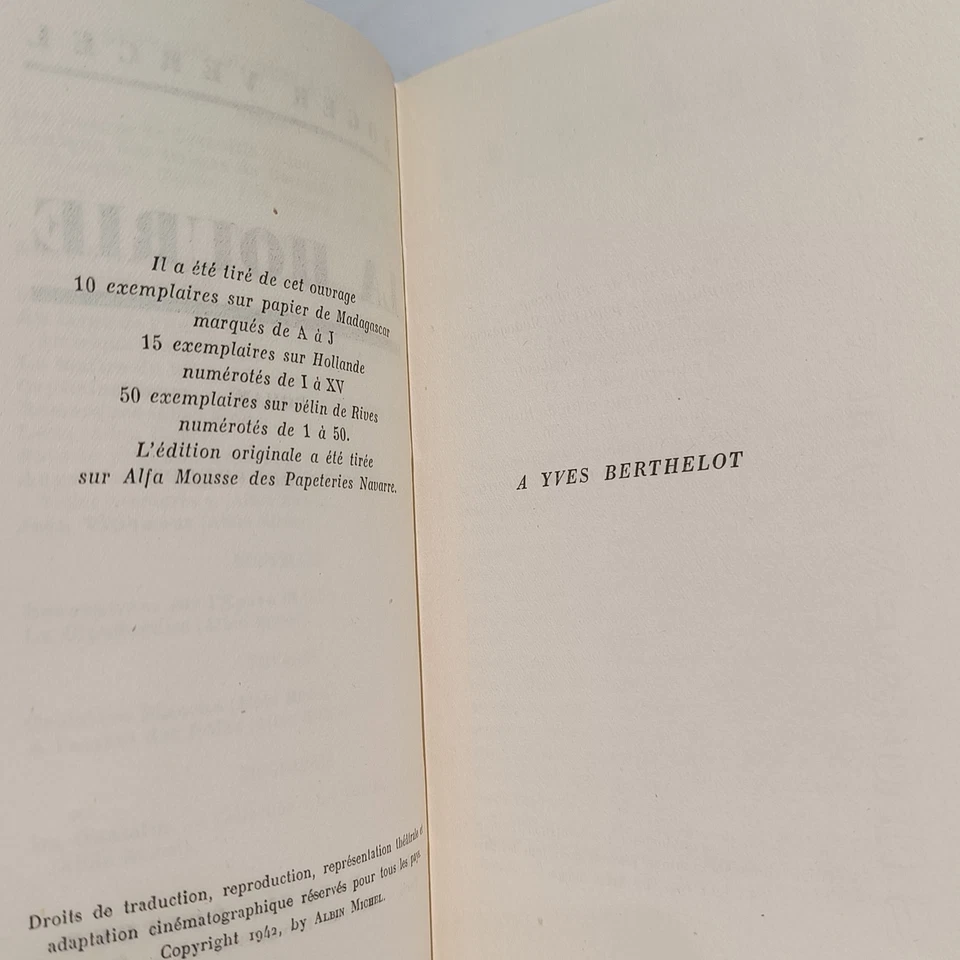 Il a été tiré de cet ouvrage
10 exemplaires sur papier de Madagascar
marqués de A à J
15 exemplaires sur Hollande
numérotés de I à XV
50 exemplaires sur vélin de Rives
numérotés de 1 à 50.
L'édition originale a été tirée
sur Alfa Mousse des Papeteries Navarre.
Droits de traduction, reproduction, représentation théâtrale et
adaptation cinématographique réservés pour tous les pays.
Copyright 1942, by ALBIN MICHEL.
A YVES BERTHELOT